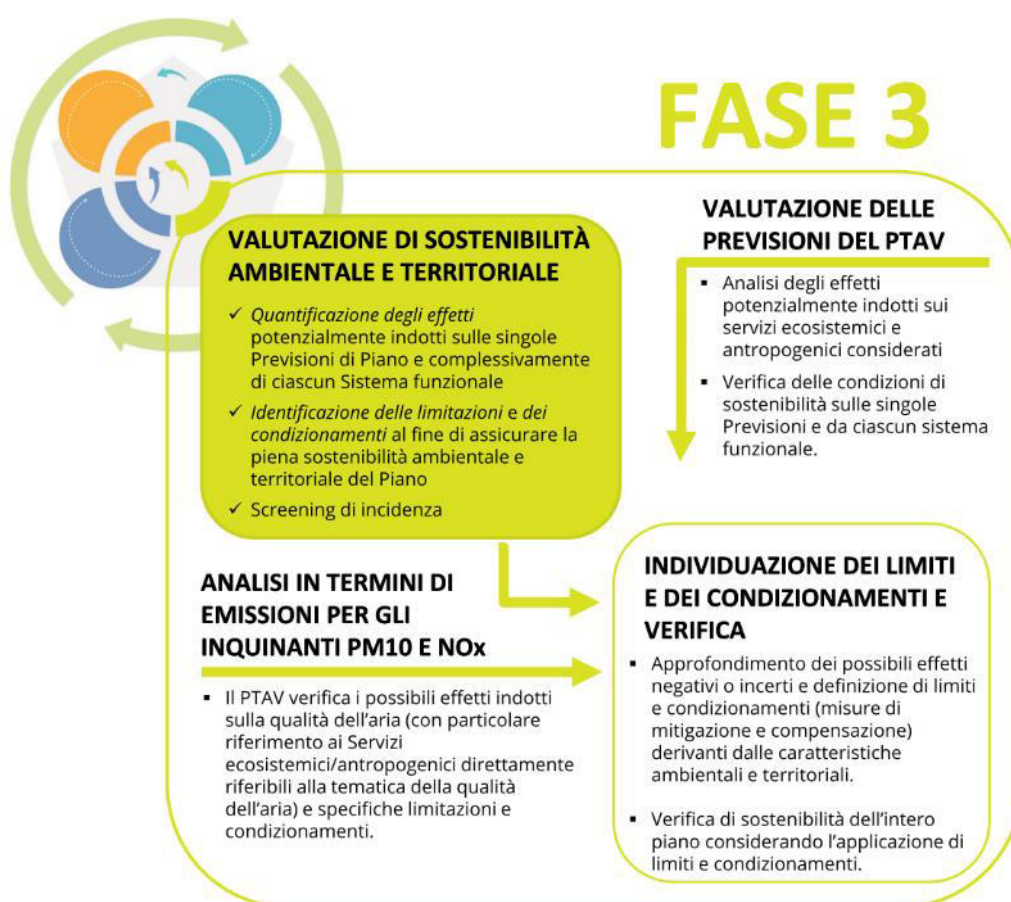 FASE 3
VALUTAZIONE DI SOSTENIBILITÀ
AMBIENTALE E TERRITORIALE
✓ Quantificazione degli effetti
potenzialmente indotti sulle singole
Previsioni di Piano e complessivamente
di ciascun Sistema funzionale
✓ Identificazione delle limitazioni e dei
condizionamenti al fine di assicurare la
piena sostenibilità ambientale e
territoriale del Piano
✓ Screening di incidenza
VALUTAZIONE DELLE
PREVISIONI DEL PTAV
▪ Analisi degli effetti
potenzialmente indotti sui
servizi ecosistemici e
antropogenici considerati
▪ Verifica delle condizioni di
sostenibilità sulle singole
Previsioni e da ciascun sistema
funzionale.
ANALISI IN TERMINI DI
EMISSIONI PER GLI
INQUINANTI PM10 E NOx
▪ Il PTAV verifica i possibili effetti indotti
sulla qualità dell'aria (con particolare
riferimento ai Servizi
ecosistemici/antropogenici direttamente
riferibili alla tematica della qualità
dell'aria) e specifiche limitazioni e
condizionamenti.
INDIVIDUAZIONE DEI LIMITI
E DEI CONDIZIONAMENTI E
VERIFICA
▪ Approfondimento dei possibili effetti
negativi o incerti e definizione di limiti
e condizionamenti (misure di
mitigazione e compensazione)
derivanti dalle caratteristiche
ambientali e territoriali.
▪ Verifica di sostenibilità dell'intero
piano considerando l'applicazione di
limiti e condizionamenti.